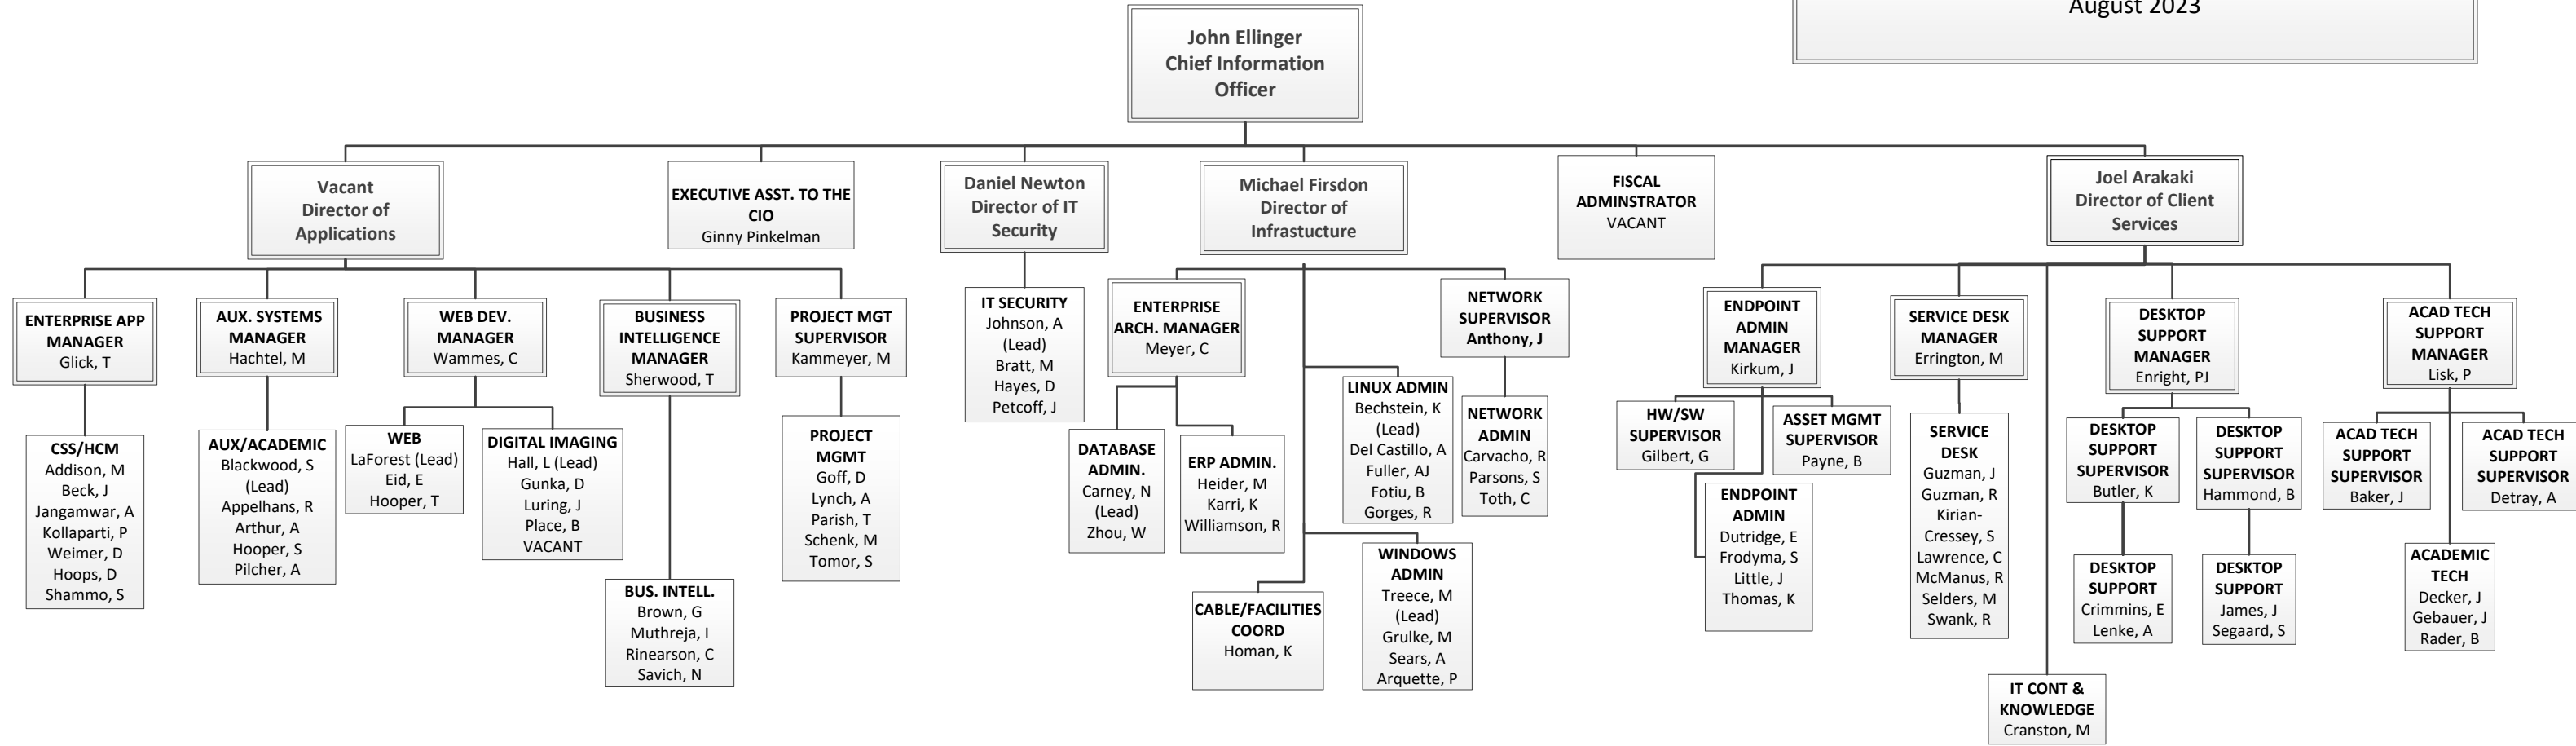 August 2023
John Ellinger
Chief Information
Officer
Vacant
Director of
Applications
EXECUTIVE ASST. TO THE
CIO
Ginny Pinkelman
Daniel Newton
Director of IT
Security
Michael Firsdon
Director of
Infrastucture
FISCAL
ADMINSTRATOR
VACANT
Joel Arakaki
Director of Client
Services
ENTERPRISE APP
MANAGER
Glick, T
AUX. SYSTEMS
MANAGER
Hachtel, M
WEB DEV.
MANAGER
Wammes, C
BUSINESS
INTELLIGENCE
MANAGER
Sherwood, T
PROJECT MGT
SUPERVISOR
Kammeyer, M
IT SECURITY
Johnson, A
(Lead)
Bratt, M
Hayes, D
Petcoff, J
ENTERPRISE
ARCH. MANAGER
Meyer, C
NETWORK
SUPERVISOR
Anthony, J
ENDPOINT
ADMIN
MANAGER
Kirkum, J
SERVICE DESK
MANAGER
Errington, M
DESKTOP
SUPPORT
MANAGER
Enright, PJ
ACAD TECH
SUPPORT
MANAGER
Lisk, P
CSS/HCM
Addison, M
Beck, J
Jangamwar, A
Kollaparti, P
Weimer, D
Hoops, D
Shammo, S
AUX/ACADEMIC
Blackwood, S
(Lead)
Appelhans, R
Arthur, A
Hooper, S
Pilcher, A
WEB
LaForest (Lead)
Eid, E
Hooper, T
DIGITAL IMAGING
Hall, L (Lead)
Gunka, D
Luring, J
Place, B
VACANT
BUS. INTELL.
Brown, G
Muthreja, I
Rinearson, C
Savich, N
PROJECT
MGMT
Goff, D
Lynch, A
Parish, T
Schenk, M
Tomor, S
DATABASE
ADMIN.
Carney, N
(Lead)
Zhou, W
ERP ADMIN.
Heider, M
Karri, K
Williamson, R
LINUX ADMIN
Bechstein, K
(Lead)
Del Castillo, A
Fuller, AJ
Fotiu, B
Gorges, R
NETWORK
ADMIN
Carvacho, R
Parsons, S
Toth, C
CABLE/FACILITIES
COORD
Homan, K
WINDOWS
ADMIN
Treece, M
(Lead)
Grulke, M
Sears, A
Arquette, P
HW/SW
SUPERVISOR
Gilbert, G
ASSET MGMT
SUPERVISOR
Payne, B
ENDPOINT
ADMIN
Dutridge, E
Frodyma, S
Little, J
Thomas, K
SERVICE
DESK
Guzman, J
Guzman, R
Kirian-
Cressey, S
Lawrence, C
McManus, R
Selders, M
Swank, R
DESKTOP
SUPPORT
SUPERVISOR
Butler, K
DESKTOP
SUPPORT
SUPERVISOR
Hammond, B
ACAD TECH
SUPPORT
SUPERVISOR
Baker, J
ACAD TECH
SUPPORT
SUPERVISOR
Detray, A
DESKTOP
SUPPORT
Crimmins, E
Lenke, A
DESKTOP
SUPPORT
James, J
Segaard, S
ACADEMIC
TECH
Decker, J
Gebauer, J
Rader, B
IT CONT &
KNOWLEDGE
Cranston, M